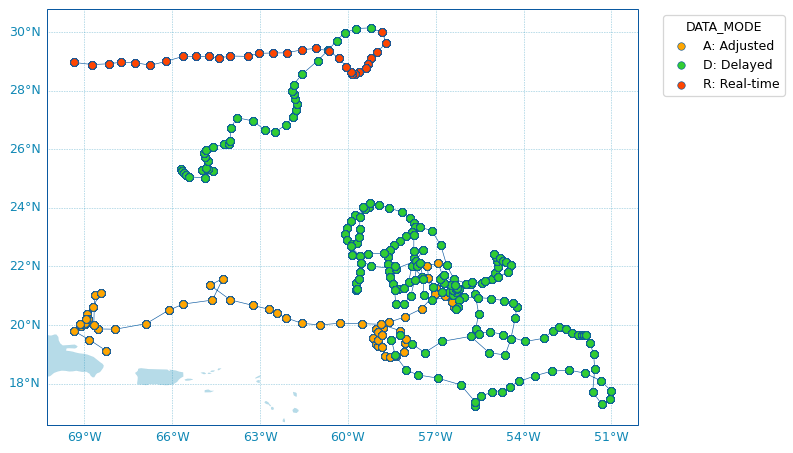 30°N
28°N
26°N
24°N
22°N
20°N
18°N
69°W 66°W 63°W 60°W 57°W 54°W 51°W
DATA_MODE
A: Adjusted
D: Delayed
R: Real-time